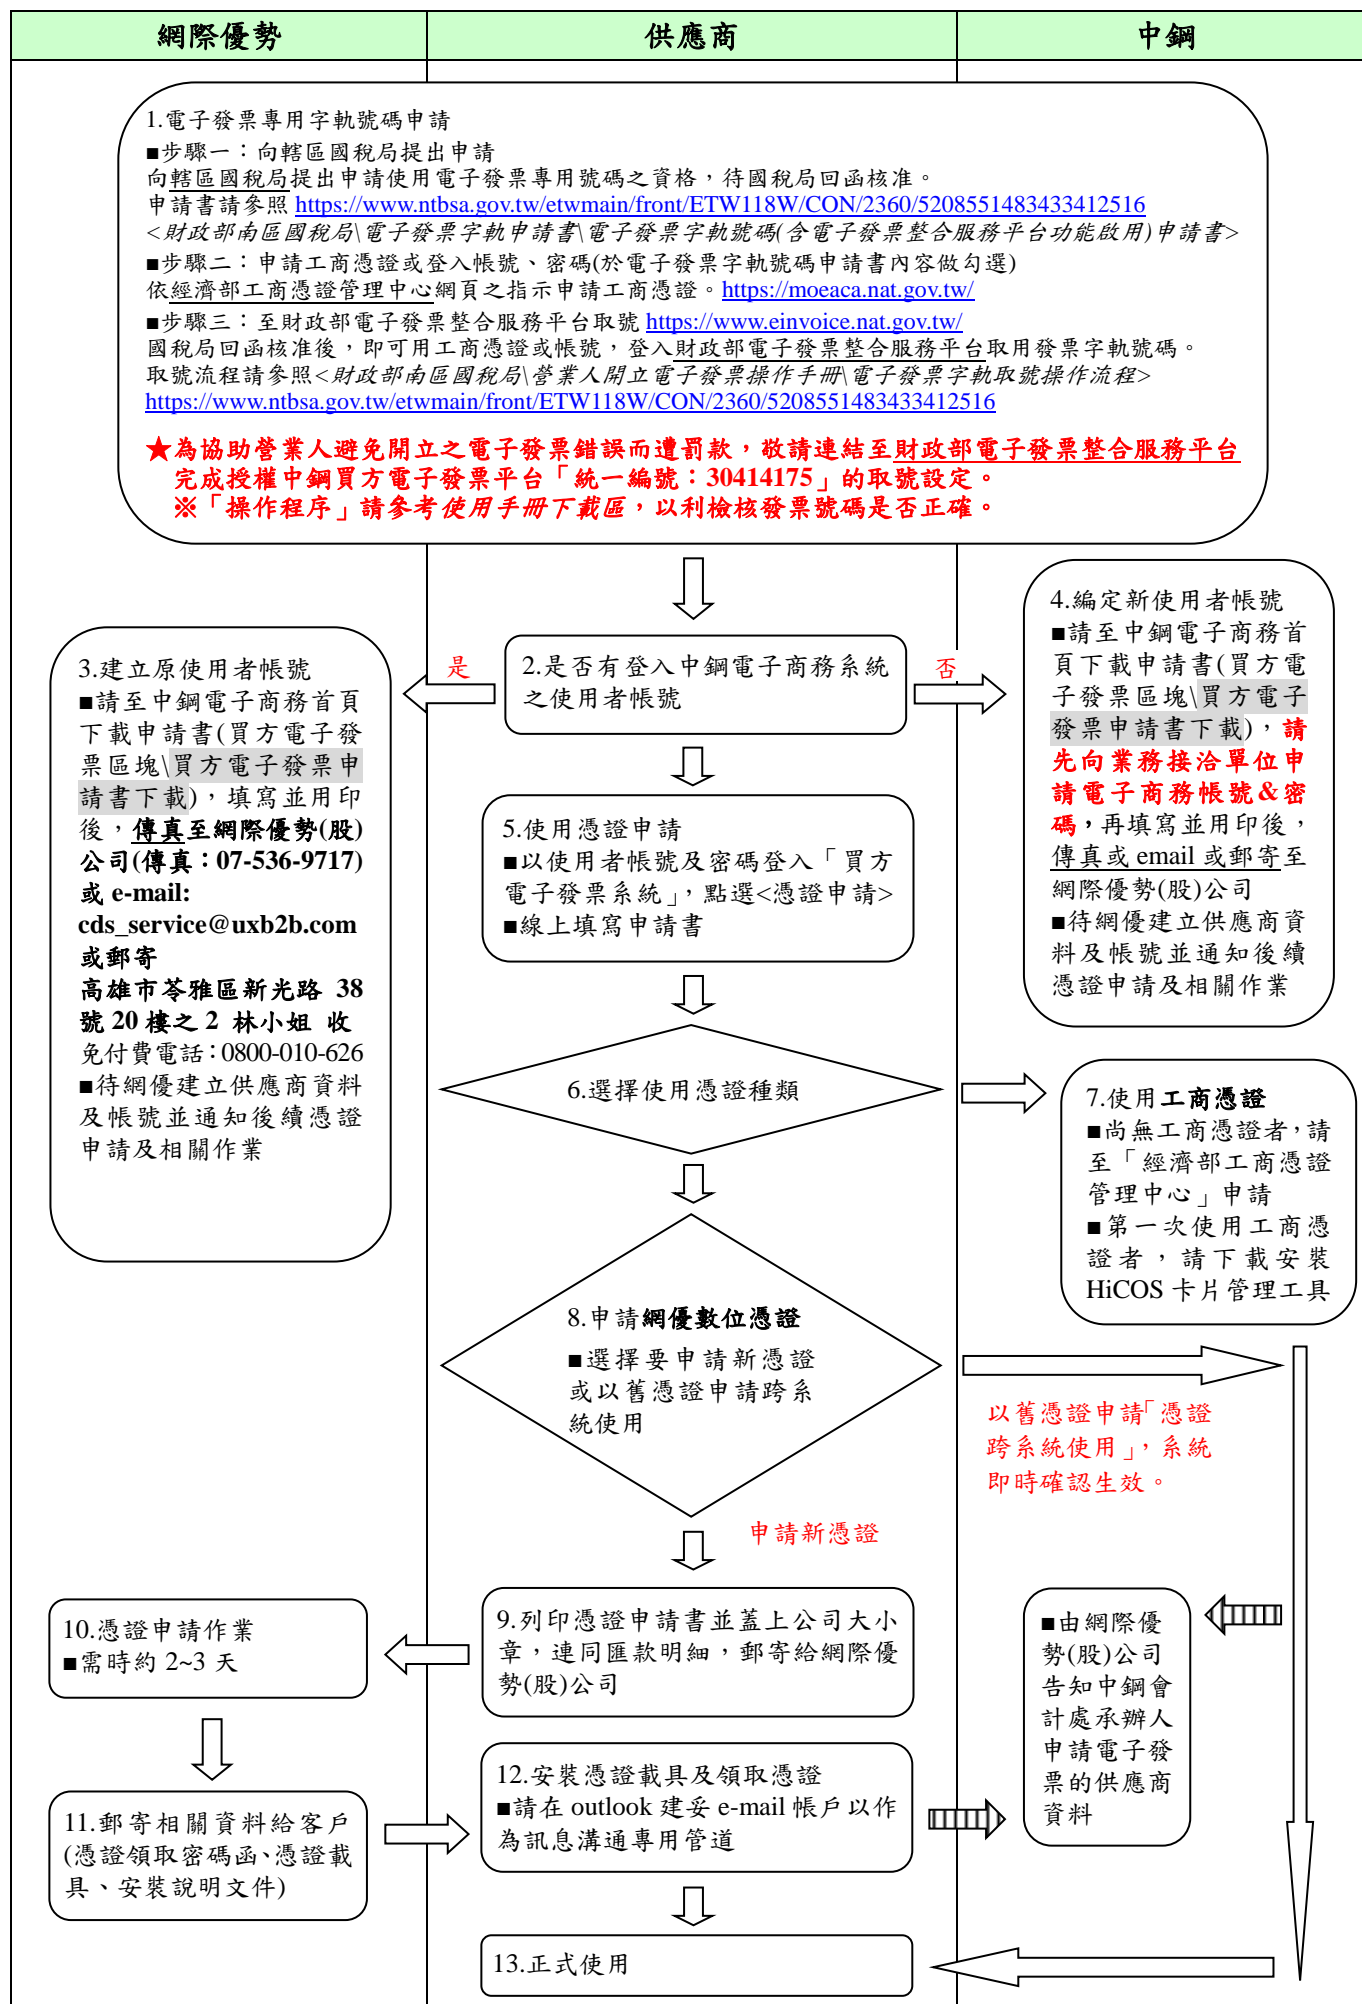 網際優勢
供應商
中鋼
1.電子發票專用字軌號碼申請
■步驟一：向轄區國稅局提出申請
向轄區國稅局提出申請使用電子發票專用號碼之資格，待國稅局回函核准。
申請書請參照 https://www.ntbsa.gov.tw/etwmain/front/ETW118W/CON/2360/5208551483433412516
<財政部南區國稅局\電子發票字軌申請書\電子發票字軌號碼(含電子發票整合服務平台功能啟用)申請書>
■步驟二：申請工商憑證或登入帳號、密碼(於電子發票字軌號碼申請書內容做勾選)
依經濟部工商憑證管理中心網頁之指示申請工商憑證。https://moeaca.nat.gov.tw/
■步驟三：至財政部電子發票整合服務平台取號 https://www.einvoice.nat.gov.tw/
國稅局回函核准後，即可用工商憑證或帳號，登入財政部電子發票整合服務平台取用發票字軌號碼。
取號流程請參照<財政部南區國稅局\營業人開立電子發票操作手冊\電子發票字軌取號操作流程>
https://www.ntbsa.gov.tw/etwmain/front/ETW118W/CON/2360/5208551483433412516
★為協助營業人避免開立之電子發票錯誤而遭罰款，敬請連結至財政部電子發票整合服務平台
完成授權中鋼買方電子發票平台「統一編號：30414175」的取號設定。
※「操作程序」請參考使用手冊下載區，以利檢核發票號碼是否正確。
2.是否有登入中鋼電子商務系統
之使用者帳號
是
否
3.建立原使用者帳號
■請至中鋼電子商務首頁
下載申請書(買方電子發
票區塊\買方電子發票申
請書下載)，填寫並用印
後，傳真至網際優勢(股)
公司(傳真：07-536-9717)
或 e-mail:
cds_service@uxb2b.com
或郵寄
高雄市苓雅區新光路 38
號 20 樓之 2 林小姐 收
免付費電話：0800-010-626
■待網優建立供應商資料
及帳號並通知後續憑證
申請及相關作業
4.編定新使用者帳號
■請至中鋼電子商務首
頁下載申請書(買方電
子發票區塊\買方電子
發票申請書下載)，請
先向業務接洽單位申
請電子商務帳號&密
碼，再填寫並用印後，
傳真或 email 或郵寄至
網際優勢(股)公司
■待網優建立供應商資
料及帳號並通知後續
憑證申請及相關作業
5.使用憑證申請
■以使用者帳號及密碼登入「買方
電子發票系統」，點選<憑證申請>
■線上填寫申請書
6.選擇使用憑證種類
7.使用工商憑證
■尚無工商憑證者，請
至「經濟部工商憑證
管理中心」申請
■第一次使用工商憑
證者，請下載安裝
HiCOS 卡片管理工具
8.申請網優數位憑證
■選擇要申請新憑證
或以舊憑證申請跨系
統使用
以舊憑證申請「憑證
跨系統使用」，系統
即時確認生效。
申請新憑證
9.列印憑證申請書並蓋上公司大小
章，連同匯款明細，郵寄給網際優
勢(股)公司
10.憑證申請作業
■需時約 2~3 天
11.郵寄相關資料給客戶
(憑證領取密碼函、憑證載
具、安裝說明文件)
12.安裝憑證載具及領取憑證
■請在 outlook 建妥 e-mail 帳戶以作
為訊息溝通專用管道
■由網際優
勢(股)公司
告知中鋼會
計處承辦人
申請電子發
票的供應商
資料
13.正式使用